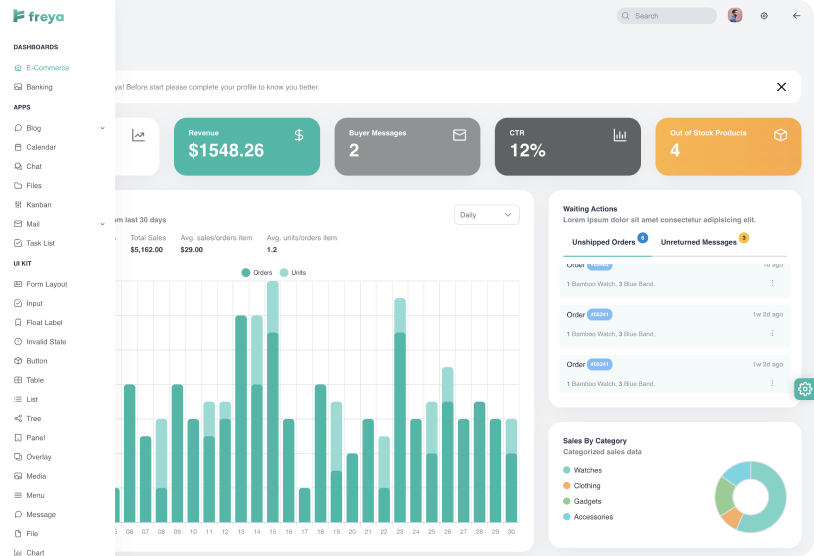 freya
Search
DASHBOARDS
E-Commerce
Banking
APPS
Blog
Calendar
Chat
Files
Kanban
Mail
Task List
UI KIT
Form Layout
Input
Float Label
Invalid State
Button
Table
List
Tree
Panel
Overlay
Media
Menu
Message
File
Chart
ya! Before start please complete your profile to know you better.
Revenue
$1548.26
Buyer Messages
2
CTR
12%
Out of Stock Products
4
om last 30 days
Daily
Total Sales Avg. sales/orders item Avg. units/orders item
$5,162.00 $29.00 1.2
Orders Units
06 07 08 09 10 11 12 13 14 15 16 17 18 19 20 21 22 23 24 25 26 27 28 29 30
Waiting Actions
Lorem ipsum dolor sit amet consectetur adipisicing elit.
Unshipped Orders 6 Unreturned Messages 3
Order
1 Bamboo Watch, 3 Blue Band,
Order #55241 1w 2d ago
1 Bamboo Watch, 3 Blue Band,
Order #55241 1w 2d ago
1 Bamboo Watch, 3 Blue Band,
Sales By Category
Categorized sales data
Watches
Clothing
Gadgets
Accessories